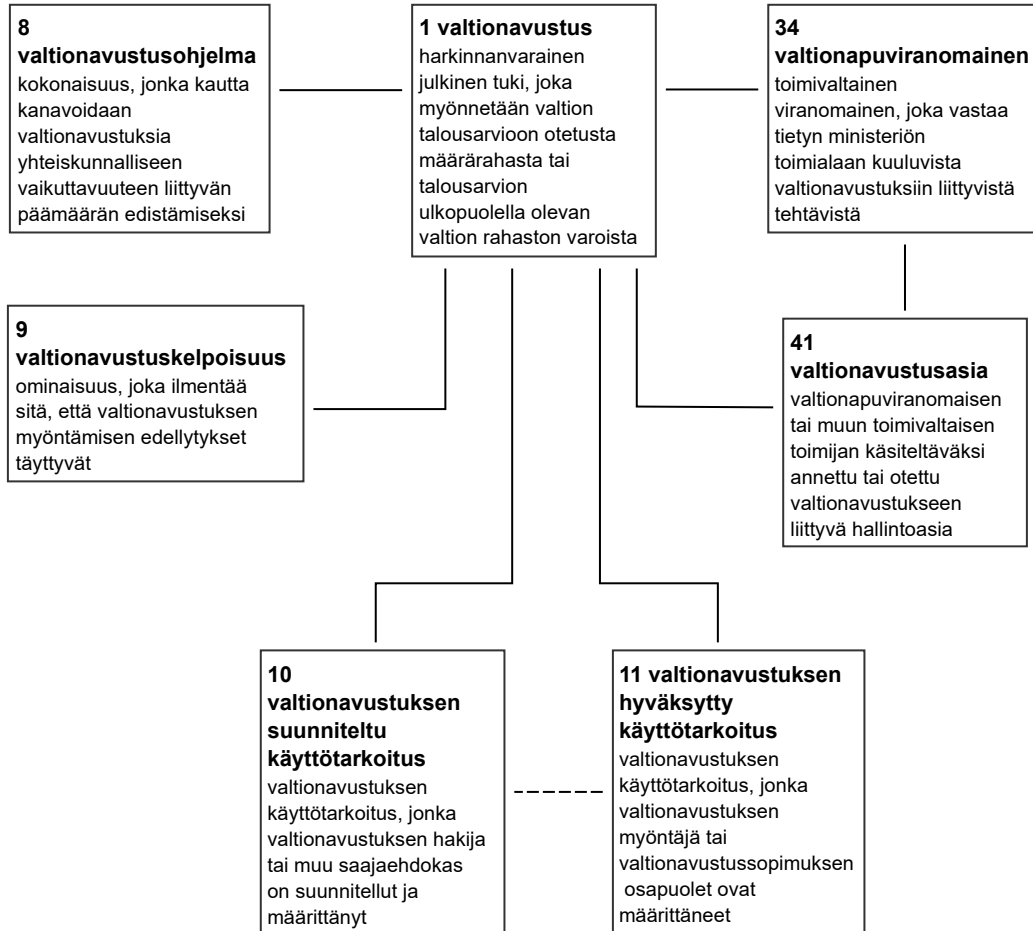 8
valtionavustusohjelma
kokonaisuus, jonka kautta
kanavoidaan
valtionavustuksia
yhteiskunnalliseen
vaikuttavuuteen liittyvän
päämäärän edistämiseksi
1 valtionavustus
harkinnanvarainen
julkinen tuki, joka
myönnetään valtion
talousarvioon otetusta
määrärahasta tai
talousarvion
ulkopuolella olevan
valtion rahaston varoista
34
valtionapuviranomainen
toimivaltainen
viranomainen, joka vastaa
tietyn ministeriön
toimialaan kuuluvista
valtionavustuksiin liittyvistä
tehtävistä
9
valtionavustuskelpoisuus
ominaisuus, joka ilmentää
sitä, että valtionavustuksen
myöntämisen edellytykset
täyttyvät
41
valtionavustusasia
valtionapuviranomaisen
tai muun toimivaltaisen
toimijan käsiteltäväksi
annettu tai otettu
valtionavustukseen
liittyvä hallintoasia
10
valtionavustuksen
suunniteltu
käyttötarkoitus
valtionavustuksen
käyttötarkoitus, jonka
valtionavustuksen hakija
tai muu saajaehdokas
on suunnitellut ja
määrittänyt
11 valtionavustuksen
hyväksytty
käyttötarkoitus
valtionavustuksen
käyttötarkoitus, jonka
valtionavustuksen
myöntäjä tai
valtionavustussopimuksen
osapuolet ovat
määrittäneet